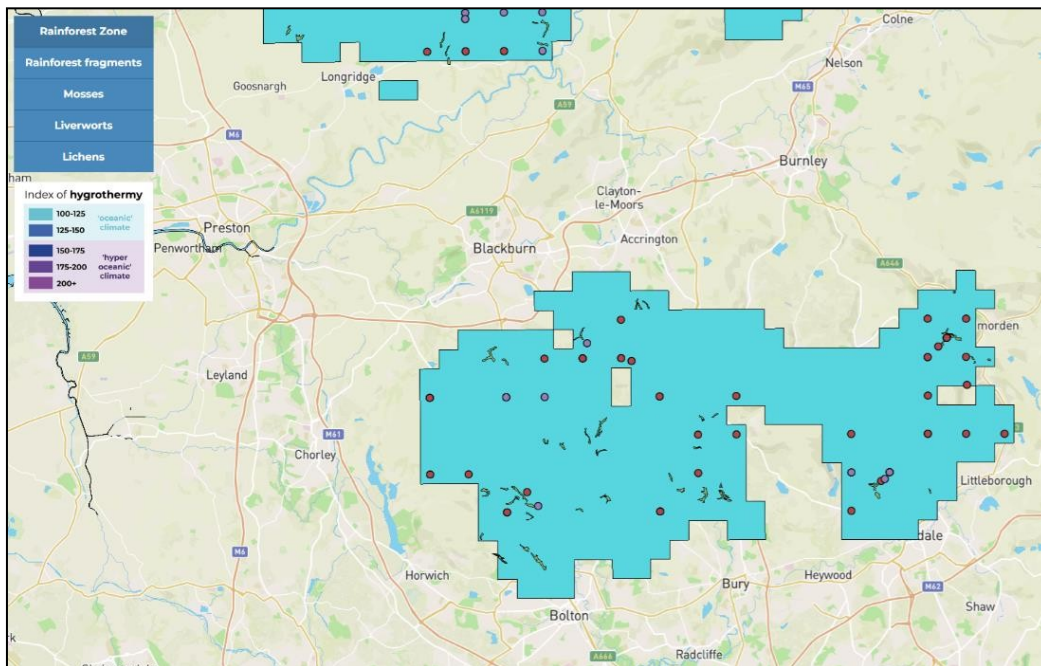 Rainforest Zone
Rainforest fragments
Mosses
Liverworts
Lichens
Index of hygrothermy
100-125
'oceanic'
climate
125-150
150-175
'hyper
oceanic'
climate
175-200
200+
Colne
Nelson
Longridge
Goosnargh
A59
M65
M6
ham
Burnley
Clayton-
le-Moors
A6119
Accrington
Preston
Penwortham
Blackburn
A646
morden
A59
Leyland
M61
Chorley
Littleborough
M6
dale
Horwich
Bury
Heywood
M62
Shaw
Bolton
rk
A666
Radcliffe